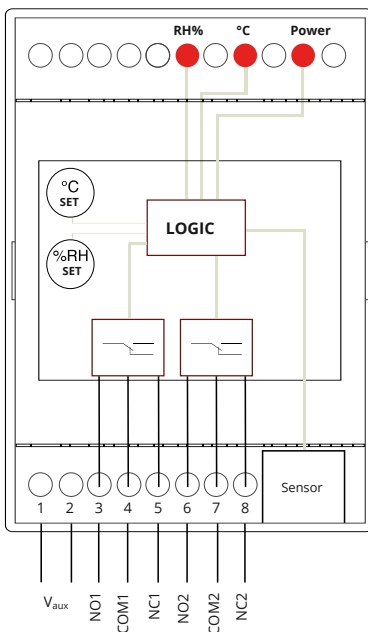 RH% °C Power
°C
SET
LOGIC
%RH
SET
Sensor
1 2 3 4 5 6 7 8
Vaux NO1 COM1 NC1 NO2 COM2 NC2